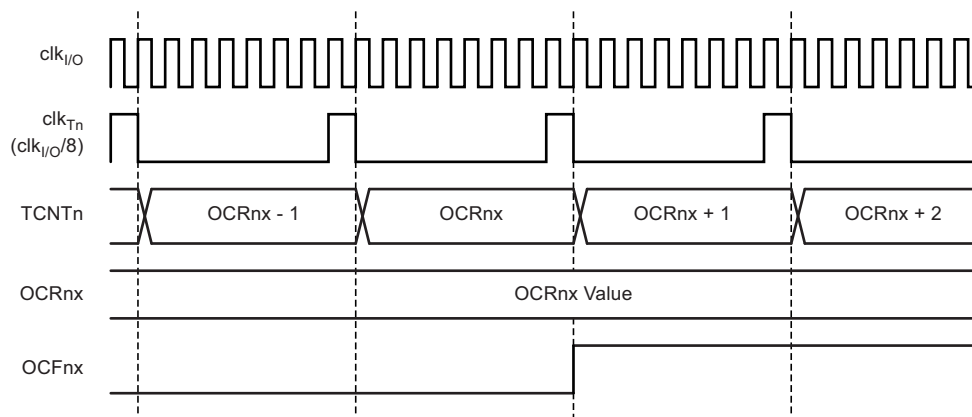 clkI/O
clkTn
(clkI/O/8)
TCNTn OCRnx - 1 OCRnx OCRnx + 1 OCRnx + 2
OCRnx OCRnx Value
OCFnx